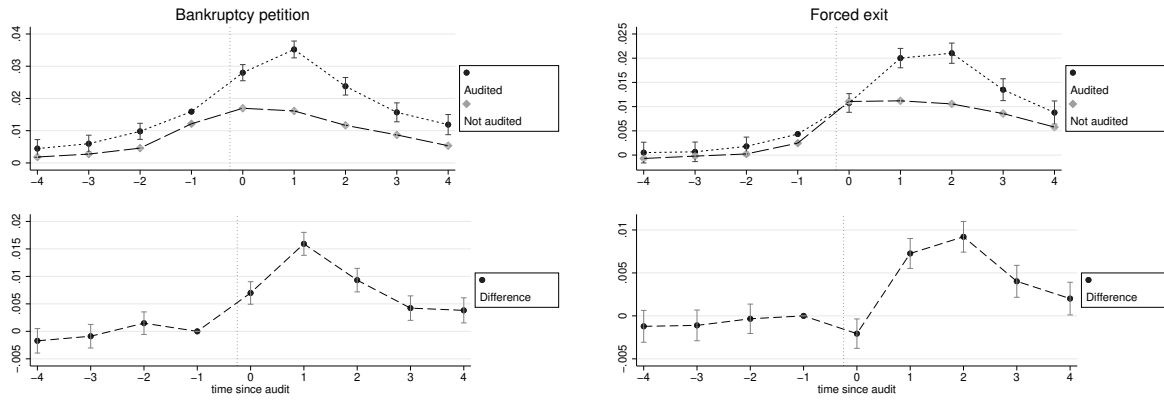 Bankruptcy petition
.04
.03
.02
.01
0
−4 −3 −2 −1 0 1 2 3 4
Audited
Not audited
Forced exit
.025
.02
.015
.01
.005
0
−4 −3 −2 −1 0 1 2 3 4
Audited
Not audited
.02
.015
.01
.005
0
−.005
−4 −3 −2 −1 0 1 2 3 4
time since audit
Difference
.01
.005
0
−.005
−4 −3 −2 −1 0 1 2 3 4
time since audit
Difference